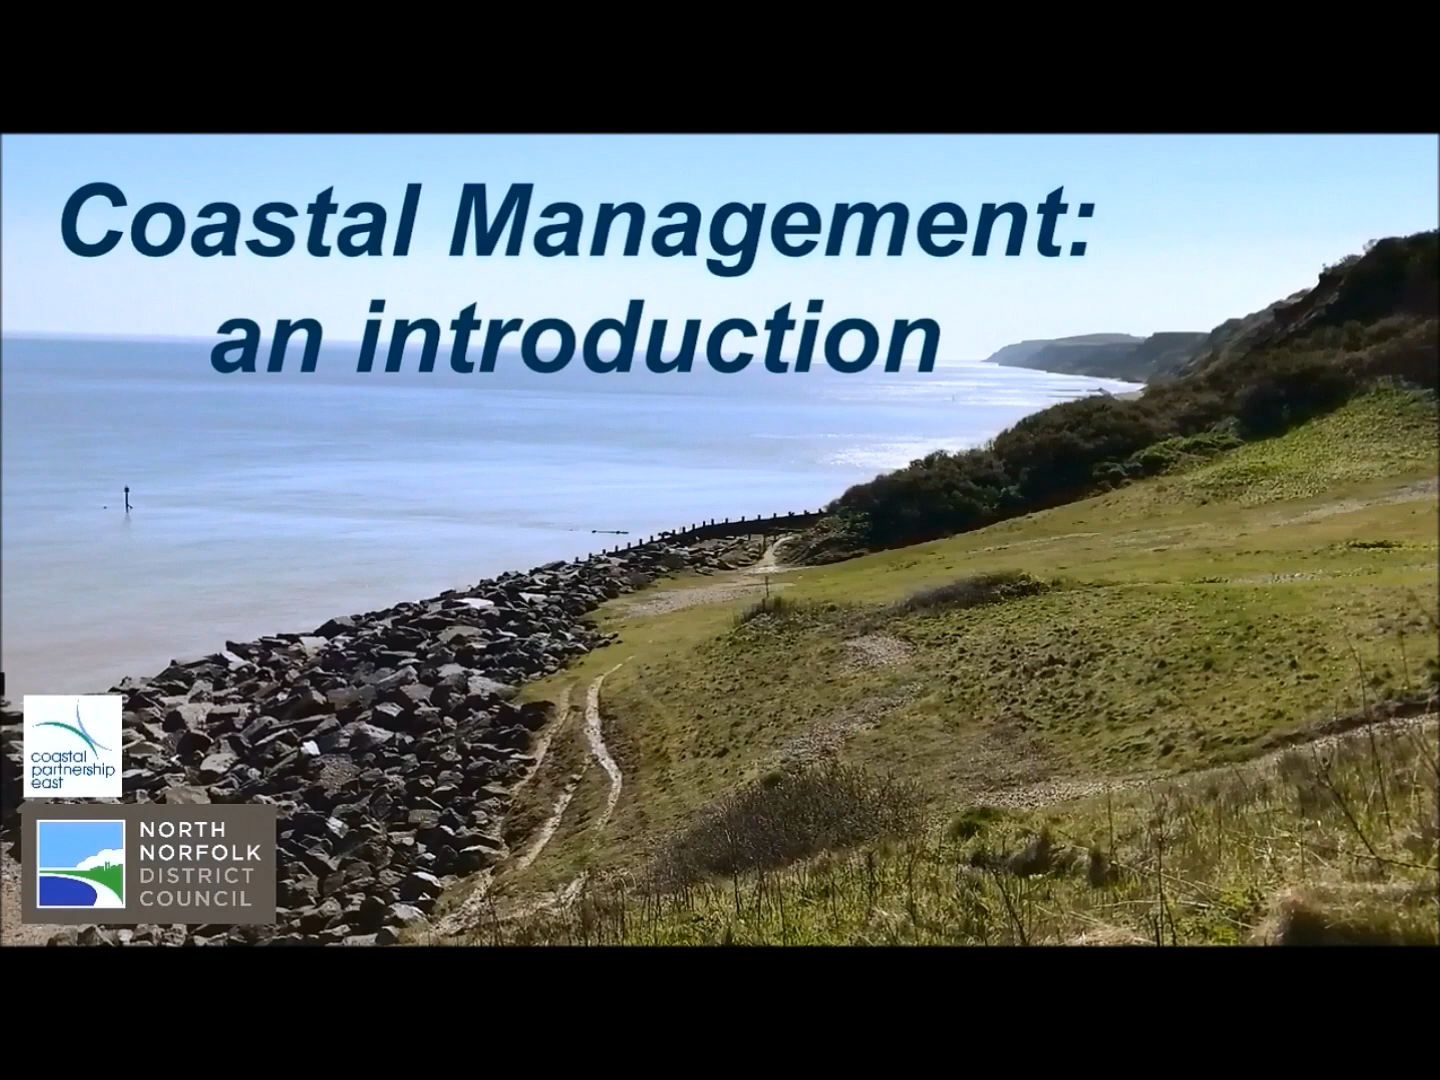 Coastal Management:
an introduction
coastal
partnership
east
NORTH
NORFOLK
DISTRICT
COUNCIL